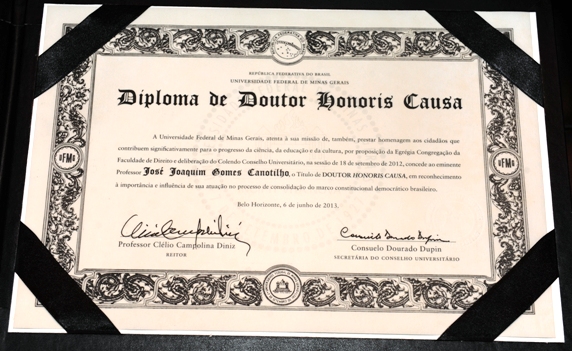 REPÚBLICA FEDERATIVA DO BRASIL
UNIVERSIDADE FEDERAL DE MINAS GERAIS
Diploma de Doutor Honoris Causa
A Universidade Federal de Minas Gerais, atenta à sua missão de, também, prestar homenagem aos cidadãos que
contribuem significativamente para o progresso da ciência, da educação e da cultura, por proposição da Egrégia Congregação da
Faculdade de Direito e deliberação do Colendo Conselho Universitário, na sessão de 18 de setembro de 2012, concede ao eminente
Professor José Joaquim Gomes Canotilho, o Título de DOUTOR HONORIS CAUSA, em reconhecimento
à importância e influência de sua atuação no processo de consolidação do marco constitucional democrático brasileiro.
Belo Horizonte, 6 de junho de 2013.
Professor Clélio Campolina Diniz
REITOR
Consuelo Dourado Dupin
SECRETÁRIA DO CONSELHO UNIVERSITÁRIO